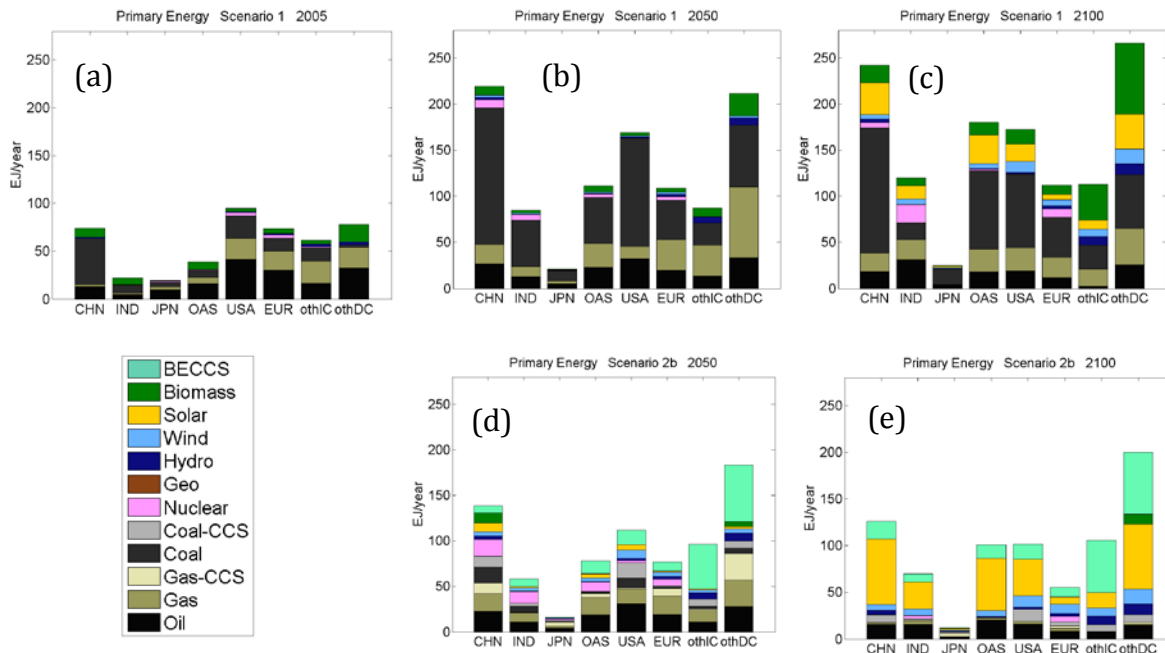 Primary Energy Scenario 1 2005
(a)
EJ/year
250
200
150
100
50
0
CHN IND JPN OAS USA EUR othIC othDC
Primary Energy Scenario 1 2050
(b)
EJ/year
250
200
150
100
50
0
CHN IND JPN OAS USA EUR othIC othDC
Primary Energy Scenario 1 2100
(c)
EJ/year
250
200
150
100
50
0
CHN IND JPN OAS USA EUR othIC othDC
BECCS
Biomass
Solar
Wind
Hydro
Geo
Nuclear
Coal-CCS
Coal
Gas-CCS
Gas
Oil
Primary Energy Scenario 2b 2050
(d)
EJ/year
250
200
150
100
50
0
CHN IND JPN OAS USA EUR othIC othDC
Primary Energy Scenario 2b 2100
(e)
EJ/year
250
200
150
100
50
0
CHN IND JPN OAS USA EUR othIC othDC